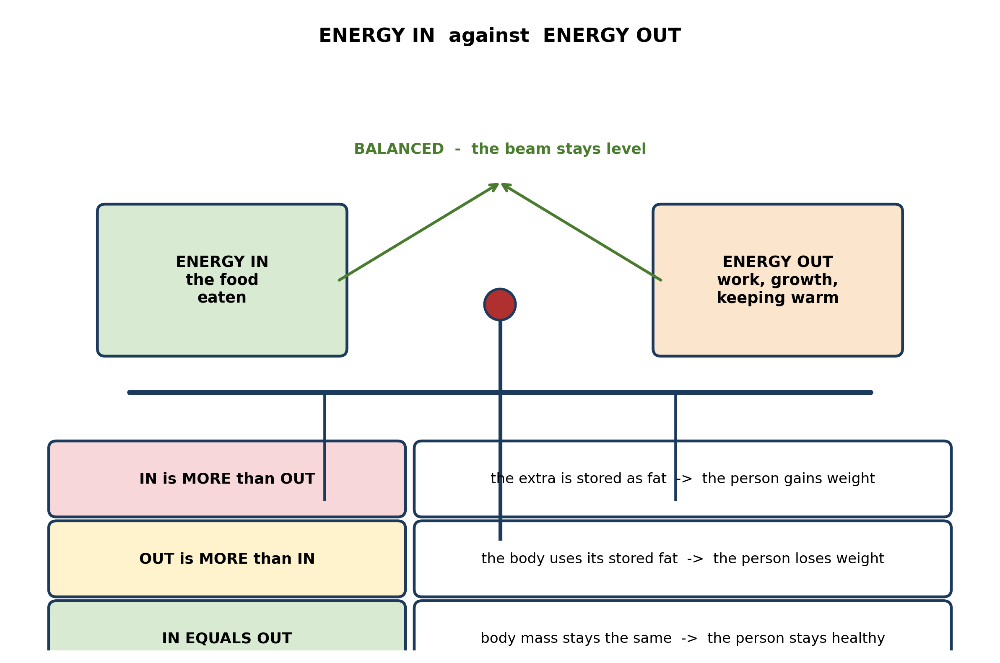 ENERGY IN against ENERGY OUT
BALANCED - the beam stays level
ENERGY IN
the food
eaten
ENERGY OUT
work, growth,
keeping warm
IN is MORE than OUT
the extra is stored as fat -> the person gains weight
OUT is MORE than IN
the body uses its stored fat -> the person loses weight
IN EQUALS OUT
body mass stays the same -> the person stays healthy